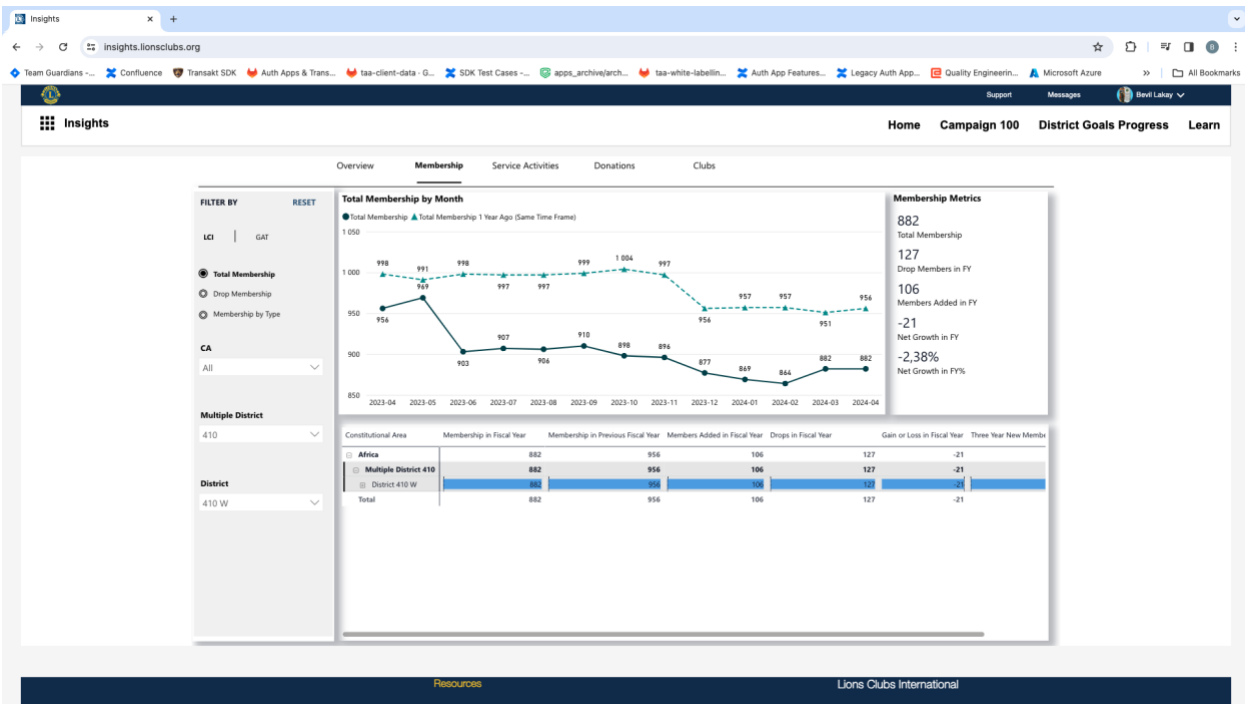 Insights
insights.lionsclubs.org
Team Guardians -... Confluence Transakt SDK Auth Apps & Trans... taa-client-data · G... SDK Test Cases -... apps_archive/arch... taa-white-labellin... Auth App Features... Legacy Auth App... Quality Engineerin... Microsoft Azure » All Bookmarks
Support Messages Bevil Lakay
Insights Home Campaign 100 District Goals Progress Learn
Overview Membership Service Activities Donations Clubs
FILTER BY RESET
LCI | GAT
Total Membership
Drop Membership
Membership by Type
CA
All
Multiple District
410
District
410 W
Total Membership by Month
Total Membership Total Membership 1 Year Ago (Same Time Frame)
1 050
1 000
950
900
850
998 991 998 997 997 999 1 004 997 956 957 957 951 956
956 969 903 907 906 910 898 896 877 869 864 882 882
2023-04 2023-05 2023-06 2023-07 2023-08 2023-09 2023-10 2023-11 2023-12 2024-01 2024-02 2024-03 2024-04
Membership Metrics
882
Total Membership
127
Drop Members in FY
106
Members Added in FY
-21
Net Growth in FY
-2,38%
Net Growth in FY%
Constitutional Area Membership in Fiscal Year Membership in Previous Fiscal Year Members Added in Fiscal Year Drops in Fiscal Year Gain or Loss in Fiscal Year Three Year New Membe
Africa 882 956 106 127 -21
Multiple District 410 882 956 106 127 -21
District 410 W 882 956 106 127 -21
Total 882 956 106 127 -21
Resources Lions Clubs International